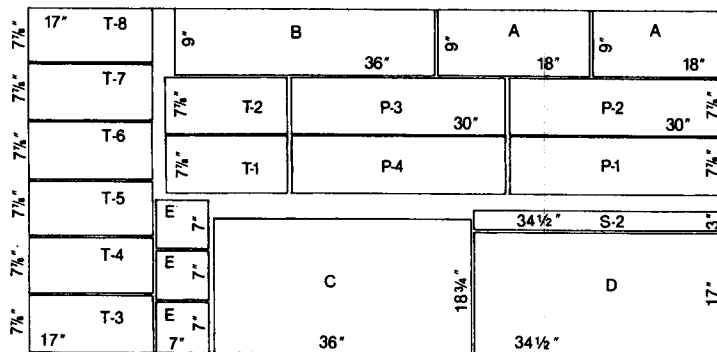 17" T-8
7⅞"
T-7
7⅞"
T-6
7⅞"
T-5
7⅞"
T-4
7⅞"
T-3
7⅞"
17"
B
9"
36"
A
9"
18"
A
9"
18"
T-2
7⅞"
P-3
30"
P-2
30"
7⅞"
T-1
7⅞"
P-4
P-1
7⅞"
E
7"
E
7"
E
7"
7"
C
18¾"
36"
34½" S-2 3"
D
17"
34½"